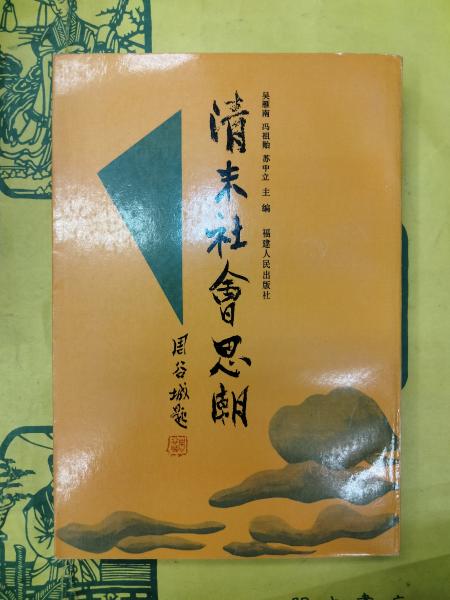 吴雁南 冯祖贻 苏中立 主编 福建人民出版社
清末社會思潮
周谷城题